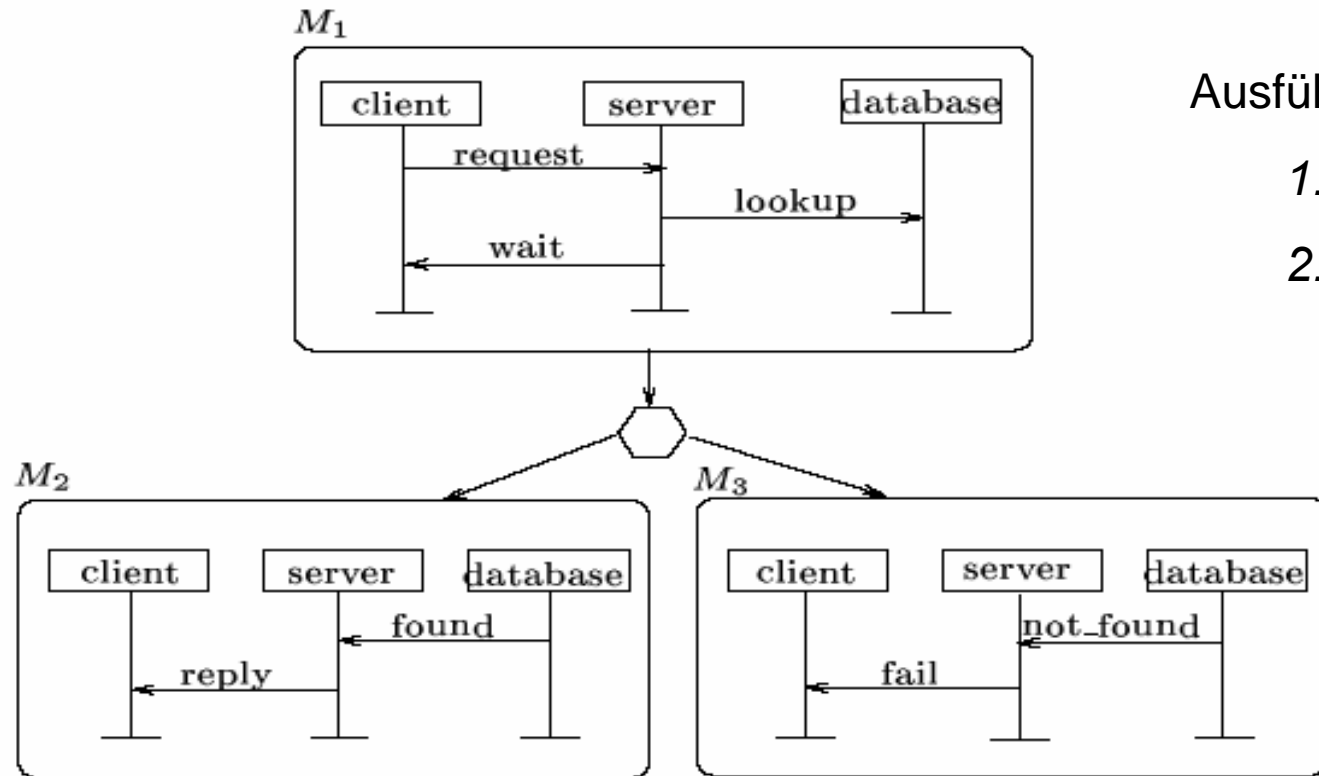 M₁
client server database
request
lookup
wait
Ausfül
1.
2.
M₂
client server database
found
reply
M₃
client server database
not_found
fail